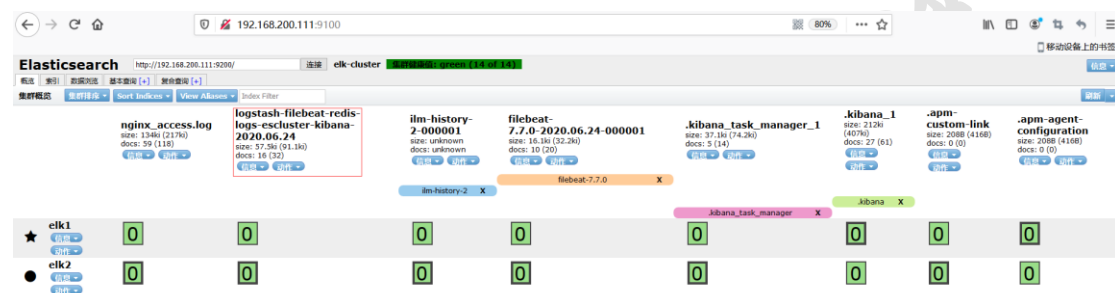 192.168.200.111:9100
80%
移动设备上的书签
Elasticsearch http://192.168.200.111:9200/ 连接 elk-cluster 集群健康值: green (14 of 14) 信息
概览 索引 数据浏览 基本查询 [+] 复合查询 [+]
集群概览 集群排序 Sort Indices View Aliases Index Filter 刷新
nginx_access.log
size: 134ki (217ki)
docs: 59 (118)
信息 动作
logstash-filebeat-redis-
logs-escluster-kibana-
2020.06.24
size: 57.5ki (91.1ki)
docs: 16 (32)
信息 动作
ilm-history-
2-000001
size: unknown
docs: unknown
信息 动作
filebeat-
7.7.0-2020.06.24-000001
size: 16.1ki (32.2ki)
docs: 10 (20)
信息 动作
.kibana_task_manager_1
size: 37.1ki (74.2ki)
docs: 5 (14)
信息 动作
.kibana_1
size: 212ki
(407ki)
docs: 27 (61)
信息
动作
.apm-
custom-link
size: 208B (416B)
docs: 0 (0)
信息
动作
.apm-agent-
configuration
size: 208B (416B)
docs: 0 (0)
信息 动作
filebeat-7.7.0 X
ilm-history-2 X
.kibana X
.kibana_task_manager X
elk1
信息
动作
0 0 0 0 0 0 0 0
elk2
信息
动作
0 0 0 0 0 0 0 0